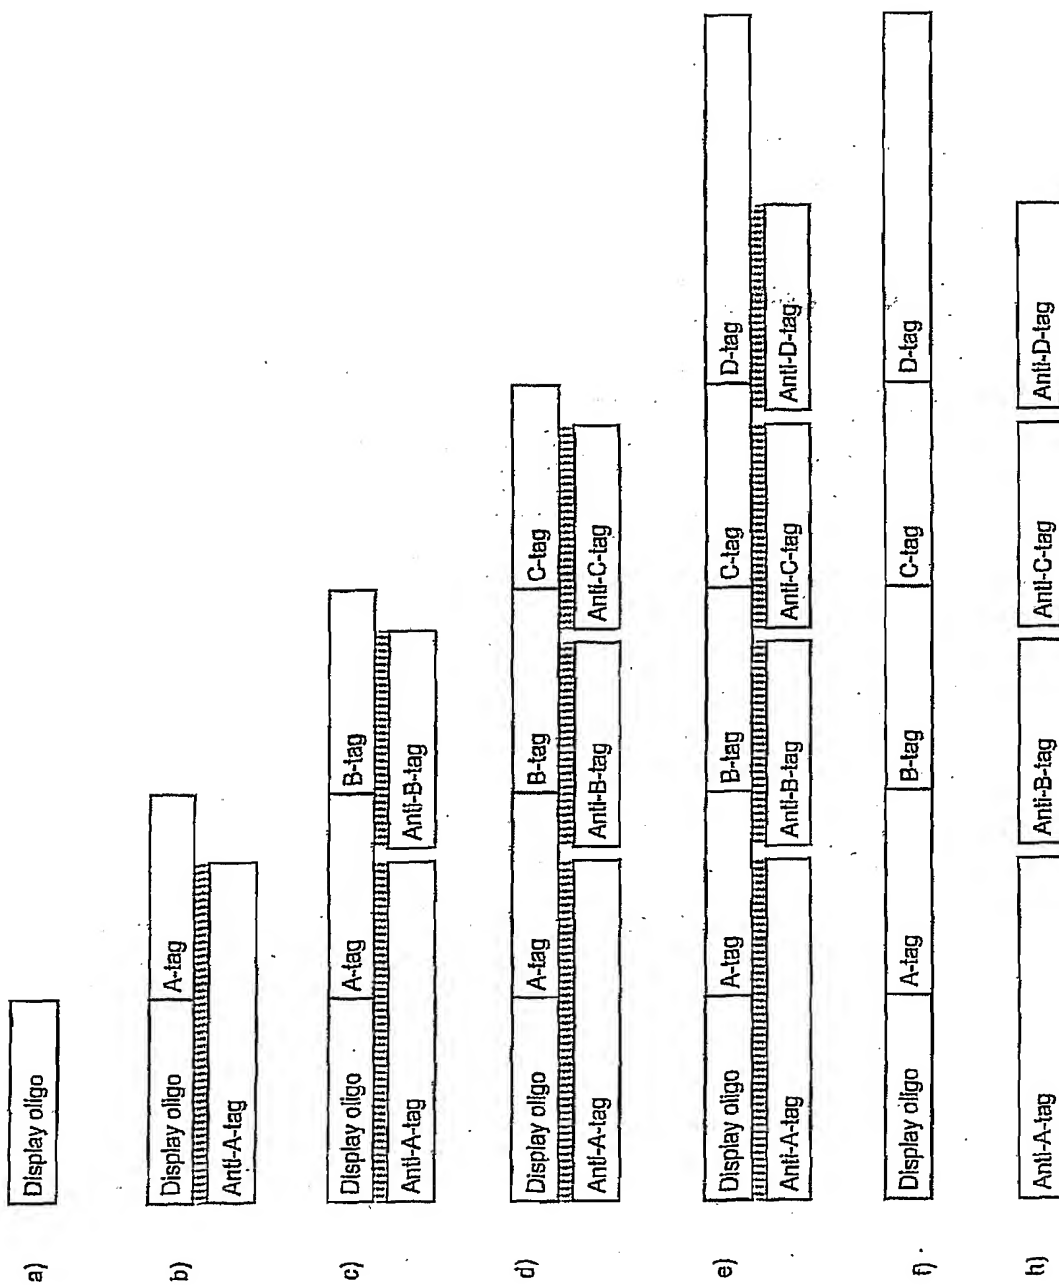 a) Display oligo
b) Display oligo A-tag
Anti-A-tag
c) Display oligo A-tag B-tag
Anti-A-tag Anti-B-tag
d) Display oligo A-tag B-tag C-tag
Anti-A-tag Anti-B-tag Anti-C-tag
e) Display oligo A-tag B-tag C-tag D-tag
Anti-A-tag Anti-B-tag Anti-C-tag Anti-D-tag
f) Display oligo A-tag B-tag C-tag D-tag
h) Anti-A-tag Anti-B-tag Anti-C-tag Anti-D-tag